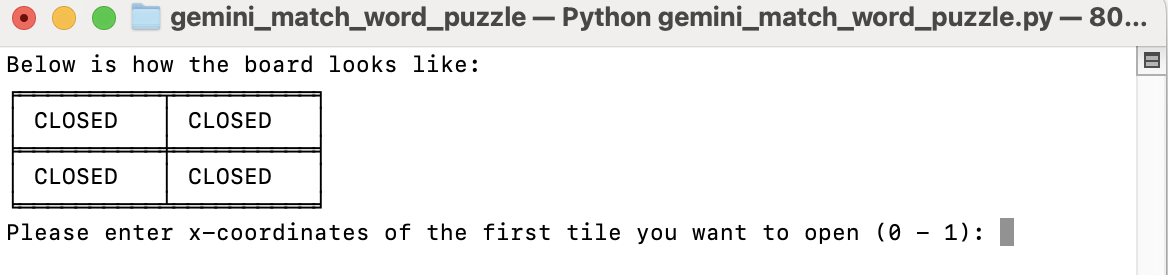 gemini_match_word_puzzle — Python gemini_match_word_puzzle.py — 80...
Below is how the board looks like:
CLOSED CLOSED
CLOSED CLOSED
Please enter x-coordinates of the first tile you want to open (0 - 1):